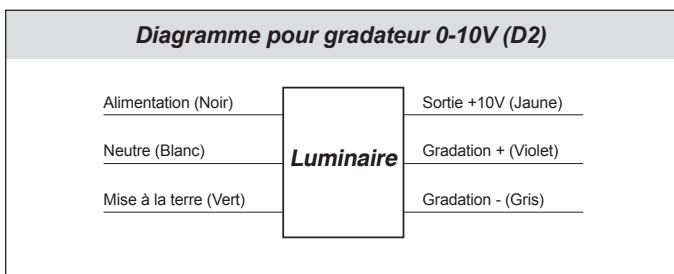 Diagramme pour gradateur 0-10V (D2)
Alimentation (Noir)
Sortie +10V (Jaune)
Neutre (Blanc)
Luminaire
Gradation + (Violet)
Mise à la terre (Vert)
Gradation - (Gris)